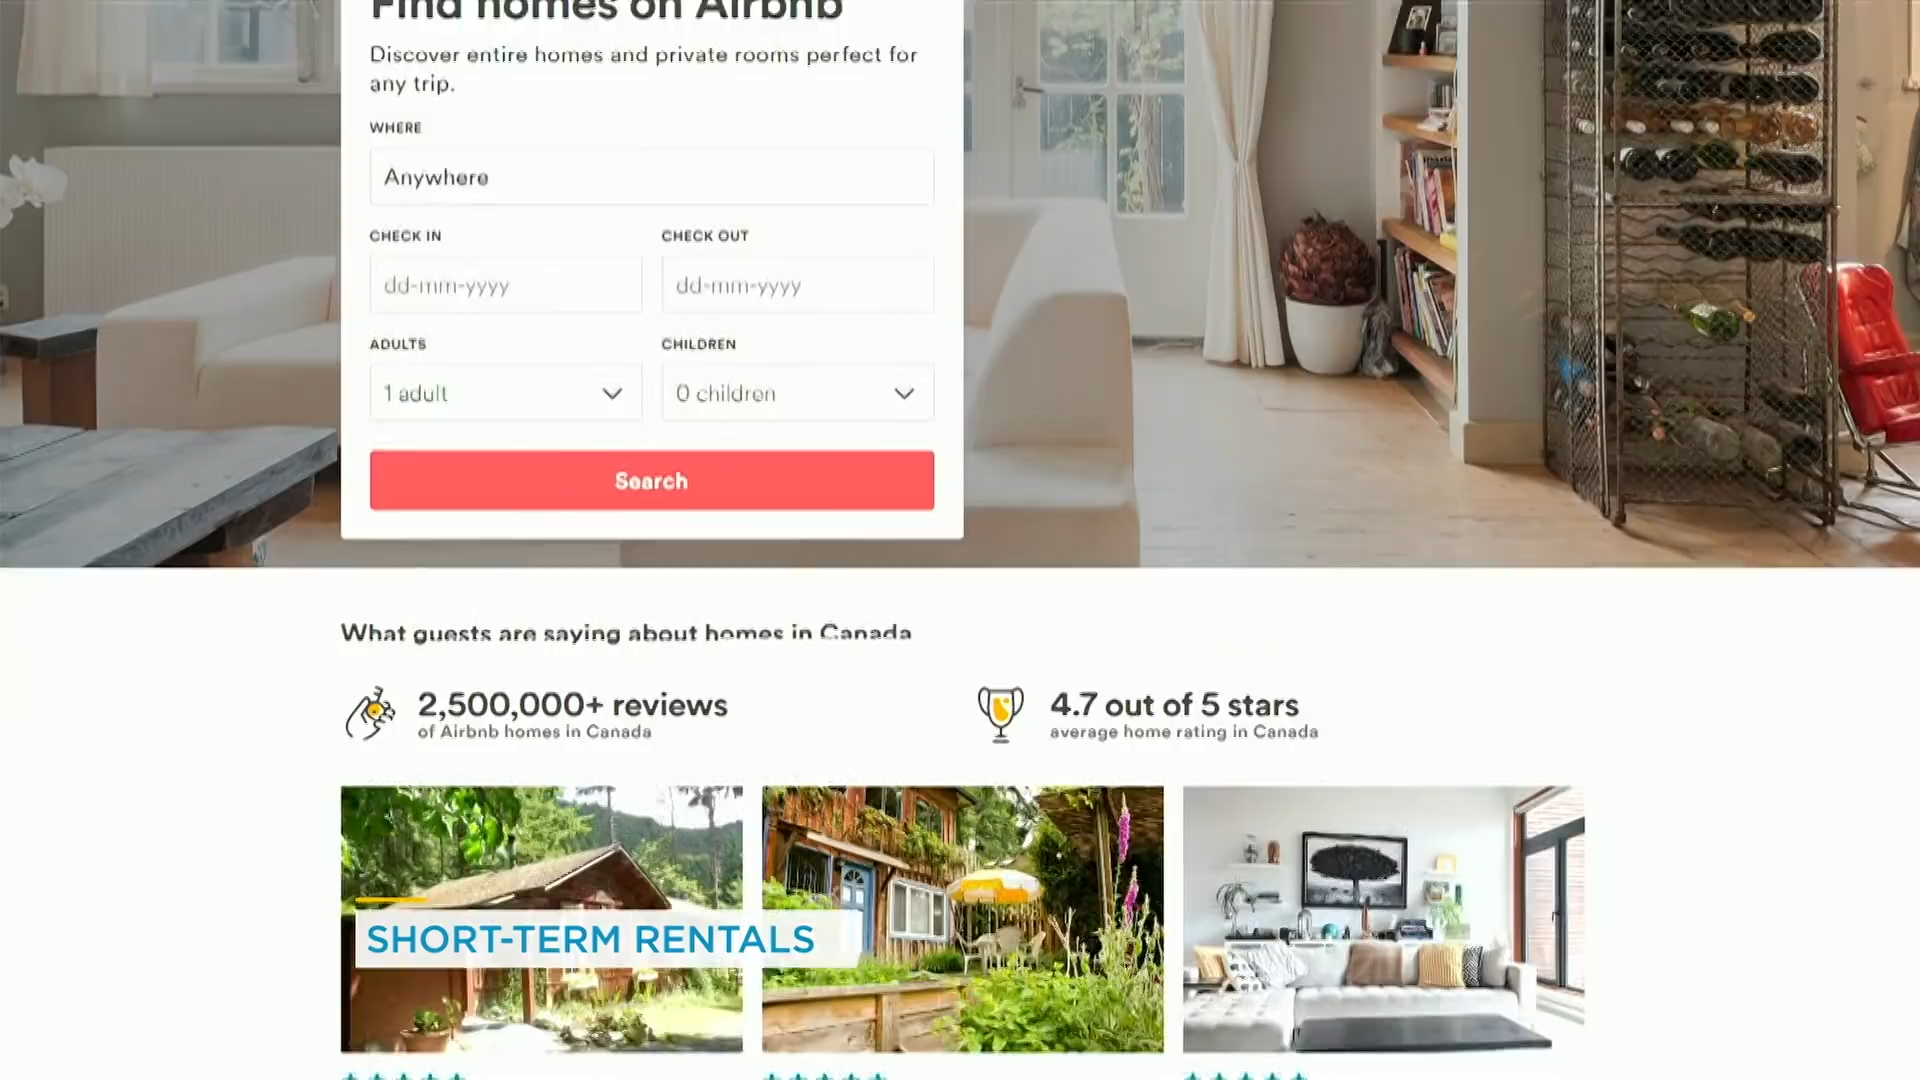 Find homes on Airbnb
Discover entire homes and private rooms perfect for
any trip.
WHERE
Anywhere
CHECK IN
CHECK OUT
dd-mm-yyyy
dd-mm-yyyy
ADULTS
CHILDREN
1 adult
0 children
Search
What guests are saying about homes in Canada
2,500,000+ reviews
of Airbnb homes in Canada
4.7 out of 5 stars
average home rating in Canada
SHORT-TERM RENTALS